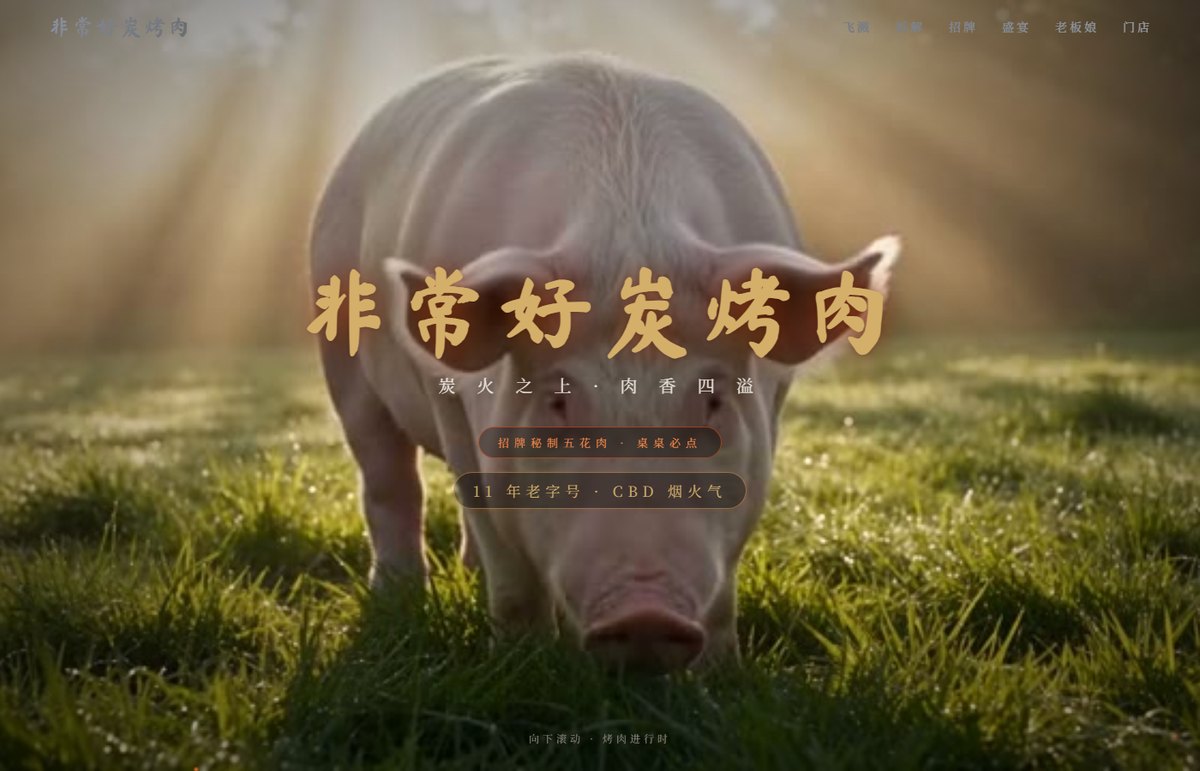 非常好炭烤肉
飞溅 招牌 盛宴 老板娘 门店
非常好炭烤肉
炭火之上·肉香四溢
招牌秘制五花肉 · 桌桌必点
11 年老字号 · CBD 烟火气
向下滚动 · 烤肉进行时